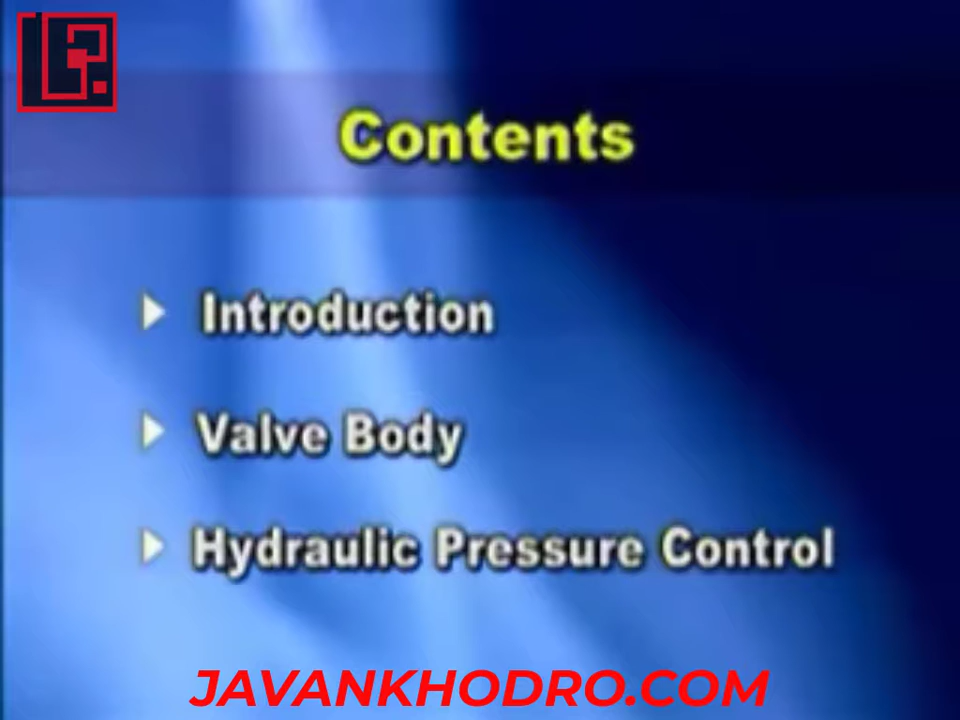 Contents
Introduction
Valve Body
Hydraulic Pressure Control
JAVANKHODRO.COM